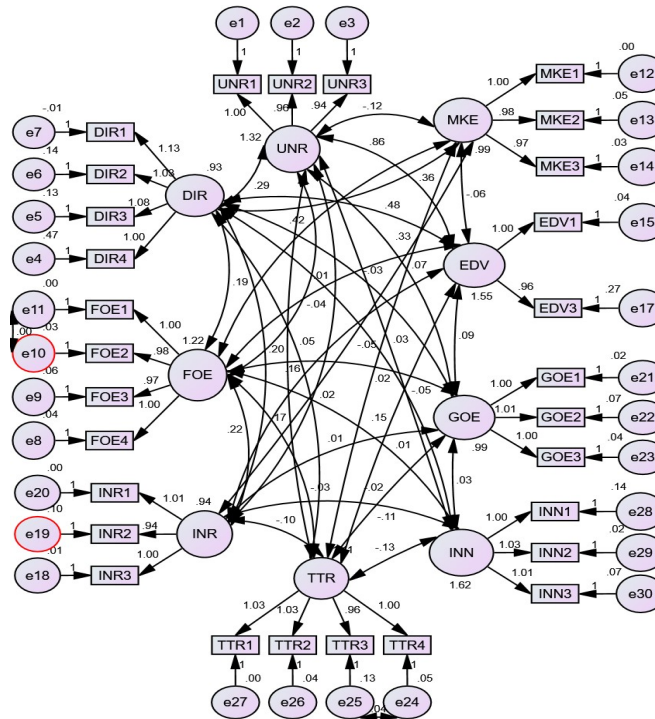 e1 e2 e3
1 1 1
UNR1 UNR2 UNR3
1.00 .96 .94
1.32 UNR
-.12
MKE
.99
1.00 MKE1 1 e12 .00
.98 MKE2 1 e13 .05
.97 MKE3 1 e14 .03
-.01 e7 1 DIR1 1.13
.14 e6 1 DIR2 1.03
.13 e5 1 DIR3 1.08
.47 e4 1 DIR4 1.00
.93
DIR
.29
.86
.36
.48
-.06
.42
.33
EDV
1.55
1.00 EDV1 1 e15 .04
.96 EDV3 1 e17 .27
.19
.01
-.03
.07
-.04
.00 e11 1 FOE1 1.00
.00
.03 e10 1 FOE2 .98
.06 e9 1 FOE3 .97
.04 e8 1 FOE4 1.00
1.22
FOE
.20
.05
.16
-.05
.03
.09
.02
.02
-.05
GOE
.99
1.00 GOE1 1 e21 .02
1.01 GOE2 1 e22 .07
1.00 GOE3 1 e23 .04
.22
.17
.15
.01
.01
.03
.00 e20 1 INR1 1.01
.10 e19 1 INR2 .94
.01 e18 1 INR3 1.00
.94
INR
-.03
-.02
-.10
-.11
-.13
INN
1.62
1.00 INN1 1 e28 .14
1.03 INN2 1 e29 .02
1.01 INN3 1 e30 .07
TTR
1.03 1.03 .96 1.00
TTR1 TTR2 TTR3 TTR4
1 1 1 1
.00 .04 .13 .05
e27 e26 e25 e24
.04